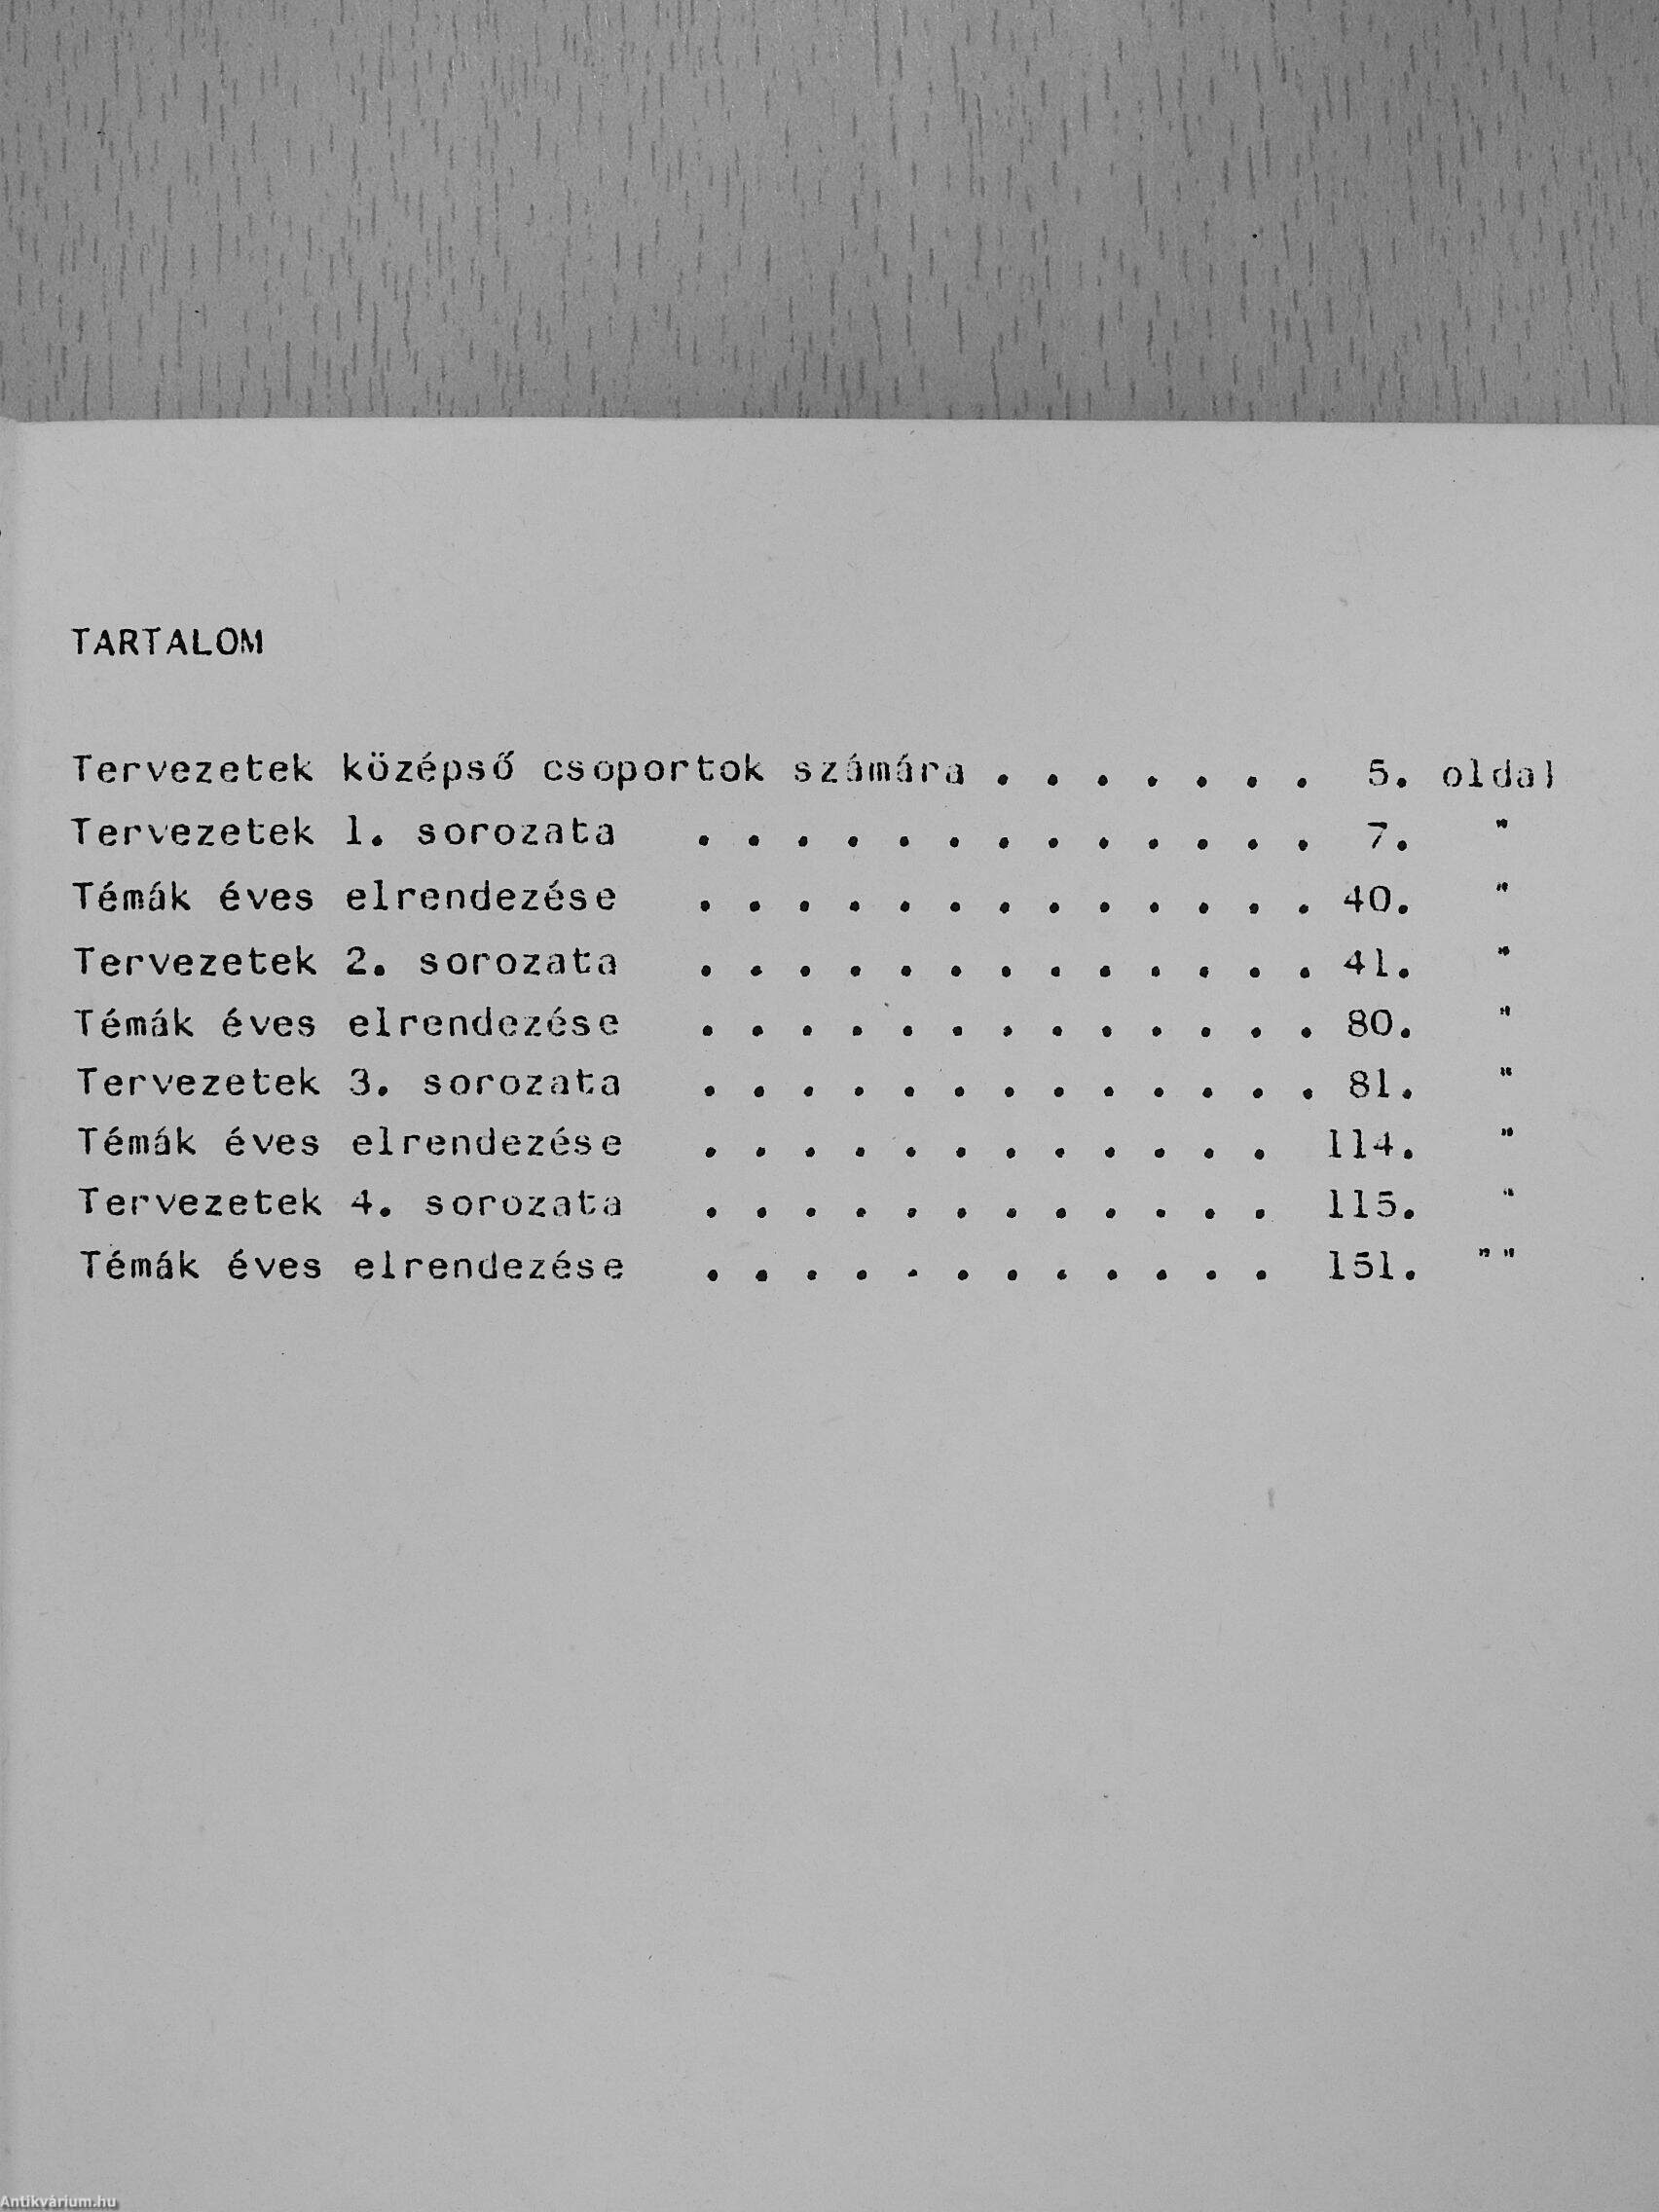 TARTALOM
Tervezetek középső csoportok számára . . . . . . . 5. oldal
Tervezetek 1. sorozata . . . . . . . . . . . . . 7. "
Témák éves elrendezése . . . . . . . . . . . . . 40. "
Tervezetek 2. sorozata . . . . . . . . . . . . . 41. "
Témák éves elrendezése . . . . . . . . . . . . . 80. "
Tervezetek 3. sorozata . . . . . . . . . . . . . 81. "
Témák éves elrendezése . . . . . . . . . . . . 114. "
Tervezetek 4. sorozata . . . . . . . . . . . . 115. "
Témák éves elrendezése . . . . . . . . . . . . 151. " "
Antikvárium.hu